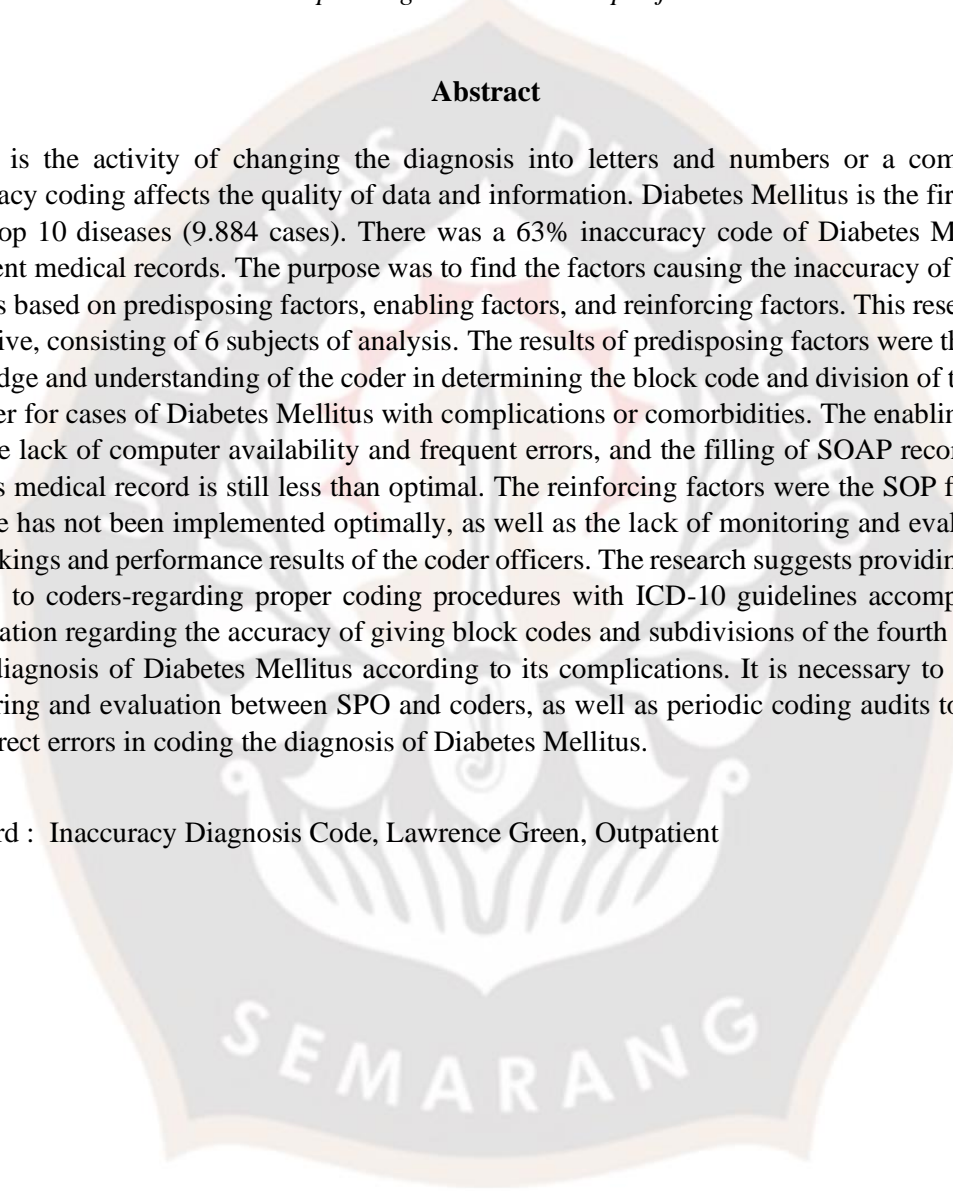 Abstract
is the activity of changing the diagnosis into letters and numbers or a com
acy coding affects the quality of data and information. Diabetes Mellitus is the fir
op 10 diseases (9.884 cases). There was a 63% inaccuracy code of Diabetes M
ent medical records. The purpose was to find the factors causing the inaccuracy of
s based on predisposing factors, enabling factors, and reinforcing factors. This rese
ive, consisting of 6 subjects of analysis. The results of predisposing factors were th
dge and understanding of the coder in determining the block code and division of t
er for cases of Diabetes Mellitus with complications or comorbidities. The enablin
e lack of computer availability and frequent errors, and the filling of SOAP recor
s medical record is still less than optimal. The reinforcing factors were the SOP f
e has not been implemented optimally, as well as the lack of monitoring and eval
kings and performance results of the coder officers. The research suggests providin
to coders-regarding proper coding procedures with ICD-10 guidelines accomp
ation regarding the accuracy of giving block codes and subdivisions of the fourth
diagnosis of Diabetes Mellitus according to its complications. It is necessary to
ring and evaluation between SPO and coders, as well as periodic coding audits to
rect errors in coding the diagnosis of Diabetes Mellitus.
rd : Inaccuracy Diagnosis Code, Lawrence Green, Outpatient
UNIVERSITAS DIPONEGORO
SEMARANG